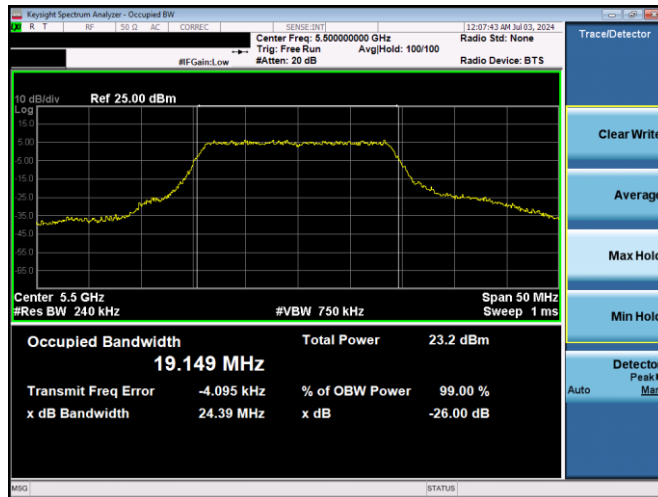 Keysight Spectrum Analyzer - Occupied BW
R T RF 50 Ω AC CORREC SENSE:INT 12:07:43 AM Jul 03, 2024
Center Freq: 5.500000000 GHz Radio Std: None
Trig: Free Run Avg|Hold: 100/100
#IFGain:Low #Atten: 20 dB Radio Device: BTS
10 dB/div Ref 25.00 dBm
Log
15.0
5.00
-5.00
-15.0
-25.0
-35.0
-45.0
-55.0
-65.0
Center 5.5 GHz Span 50 MHz
#Res BW 240 kHz #VBW 750 kHz Sweep 1 ms
Occupied Bandwidth Total Power 23.2 dBm
19.149 MHz
Transmit Freq Error -4.095 kHz % of OBW Power 99.00 %
x dB Bandwidth 24.39 MHz x dB -26.00 dB
MSG STATUS
Trace/Detector
Clear Write
Average
Max Hold
Min Hold
Detector
Peak
Auto Man